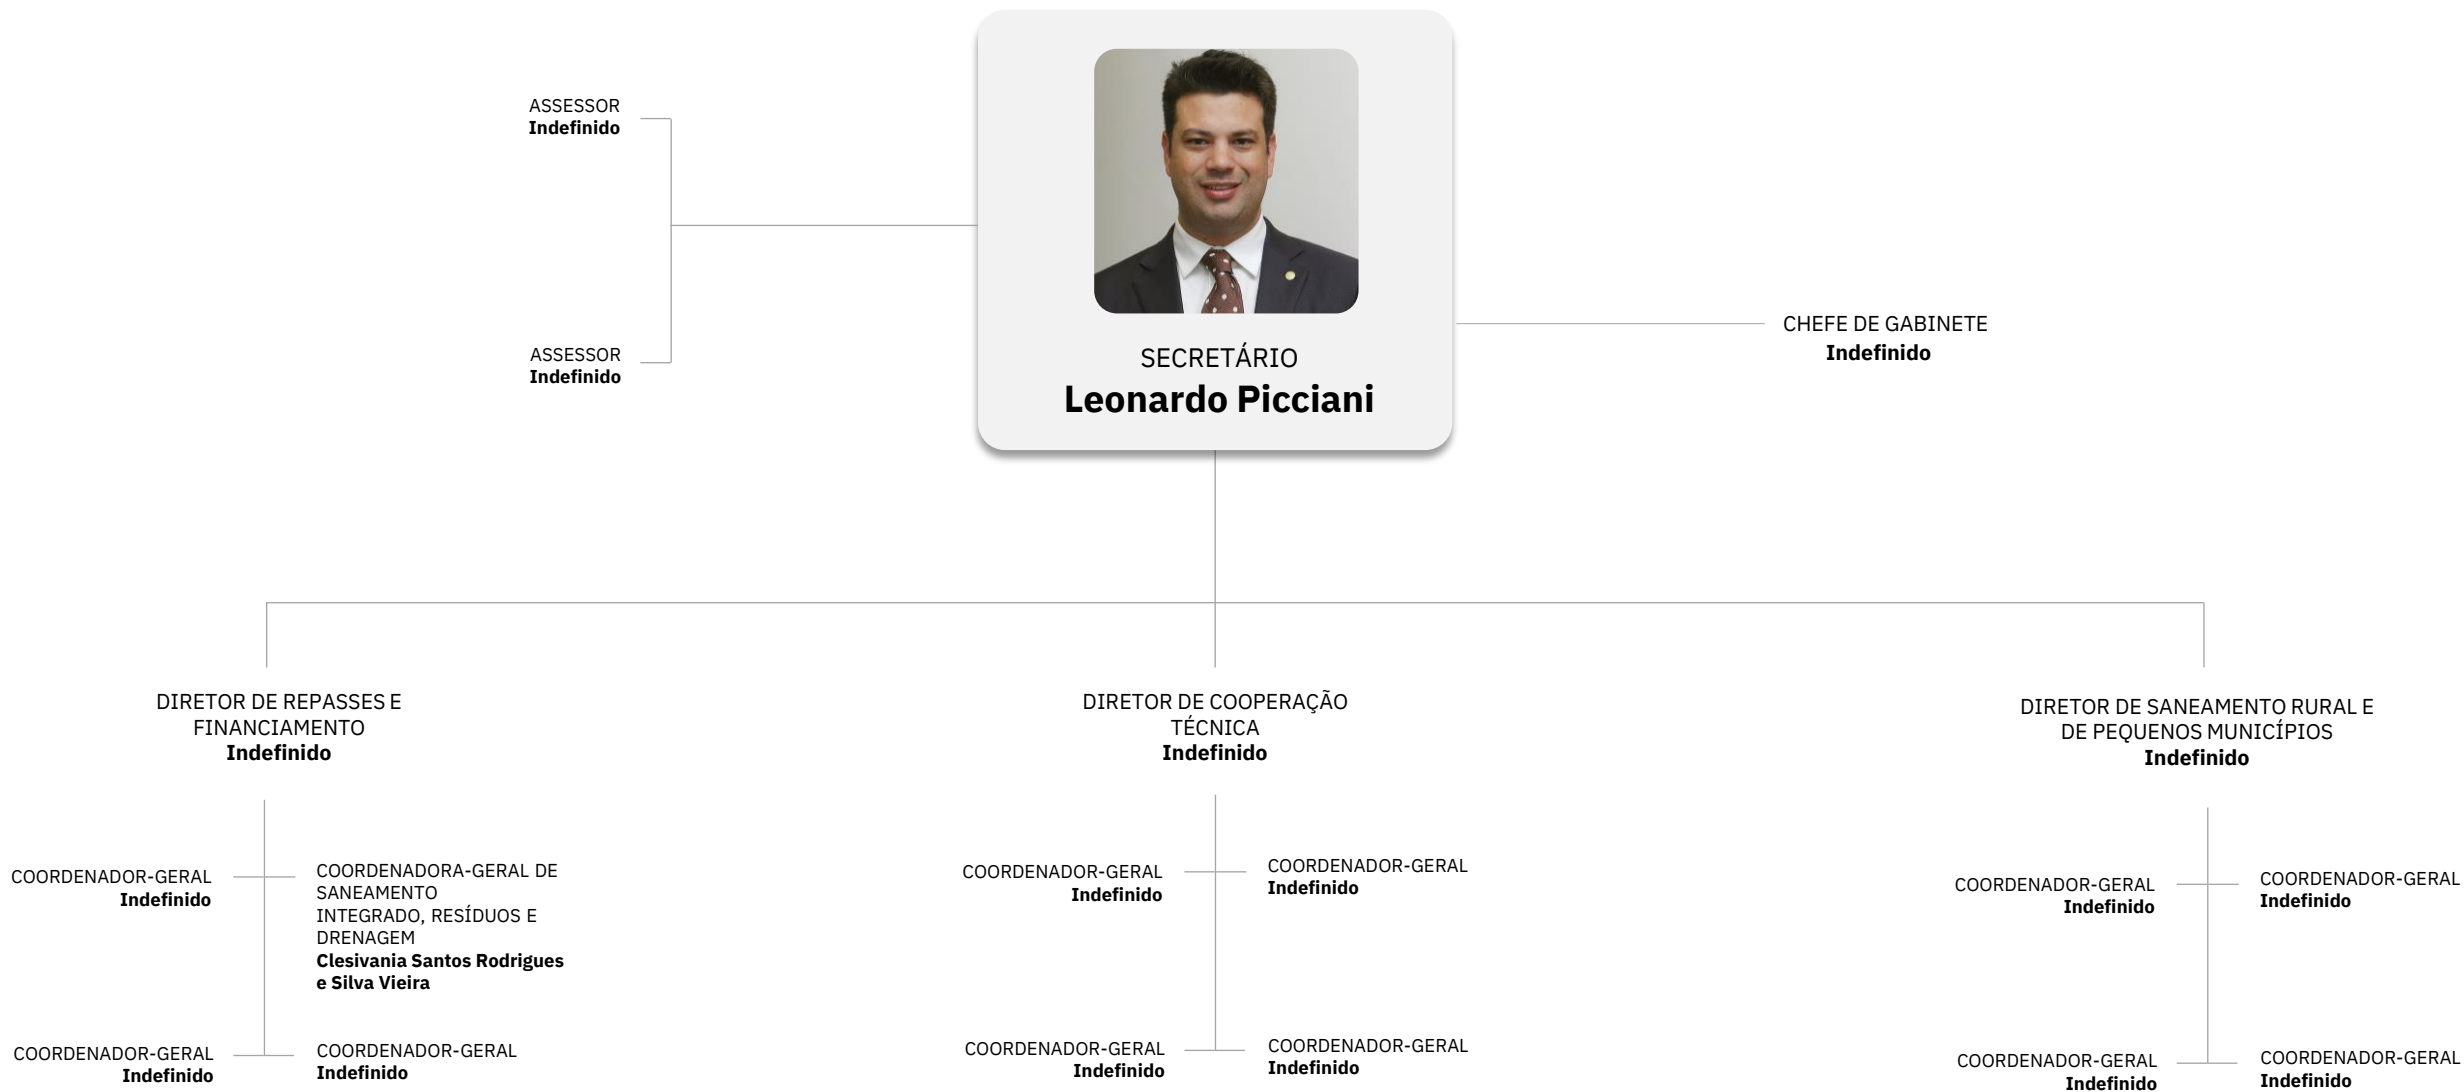 ASSESSOR
Indefinido
ASSESSOR
Indefinido
SECRETÁRIO
Leonardo Picciani
CHEFE DE GABINETE
Indefinido
DIRETOR DE REPASSES E
FINANCIAMENTO
Indefinido
COORDENADOR-GERAL
Indefinido
COORDENADORA-GERAL DE
SANEAMENTO
INTEGRADO, RESÍDUOS E
DRENAGEM
Clesivania Santos Rodrigues
e Silva Vieira
COORDENADOR-GERAL
Indefinido
COORDENADOR-GERAL
Indefinido
DIRETOR DE COOPERAÇÃO
TÉCNICA
Indefinido
COORDENADOR-GERAL
Indefinido
COORDENADOR-GERAL
Indefinido
COORDENADOR-GERAL
Indefinido
COORDENADOR-GERAL
Indefinido
DIRETOR DE SANEAMENTO RURAL E
DE PEQUENOS MUNICÍPIOS
Indefinido
COORDENADOR-GERAL
Indefinido
COORDENADOR-GERAL
Indefinido
COORDENADOR-GERAL
Indefinido
COORDENADOR-GERAL
Indefinido